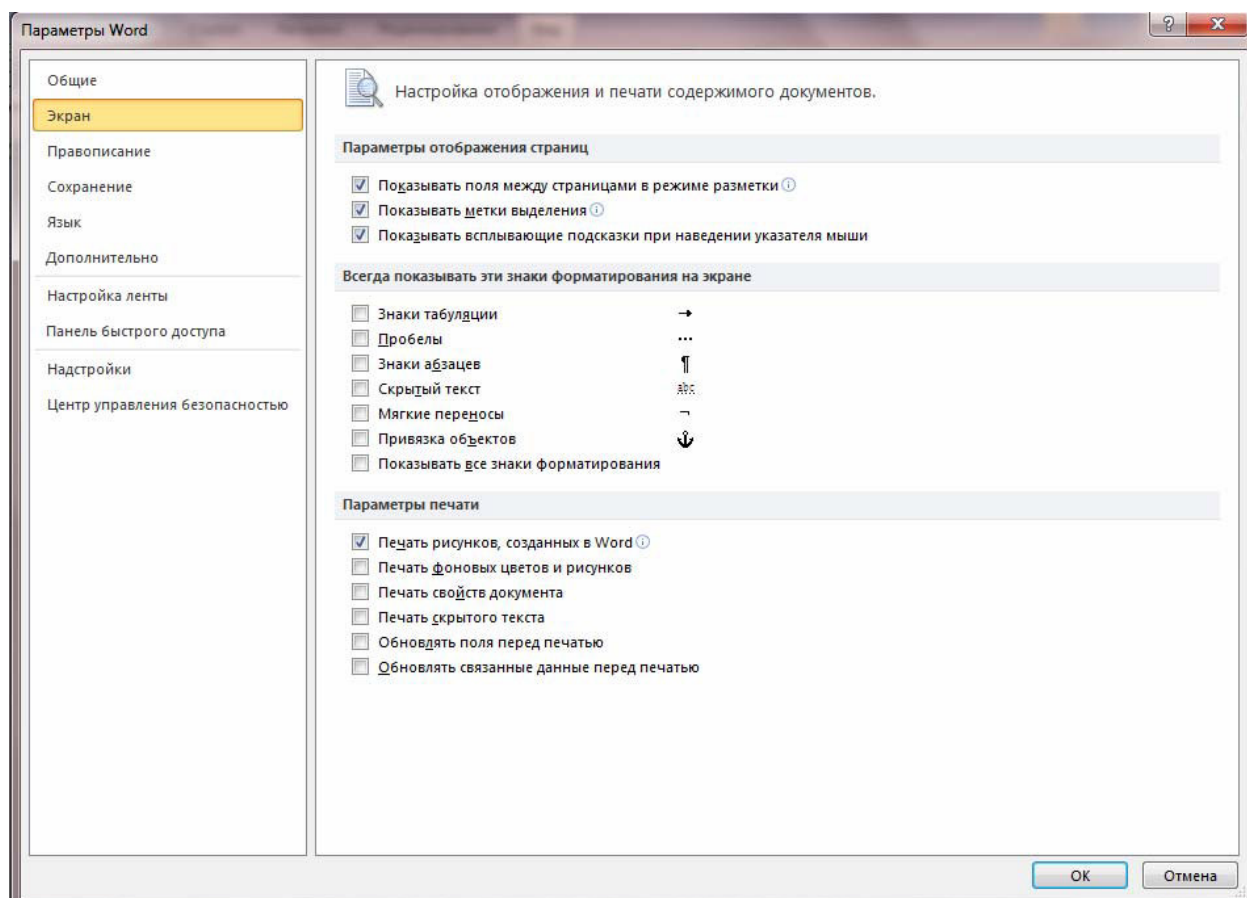 Параметры Word
Общие
Экран
Правописание
Сохранение
Язык
Дополнительно
Настройка ленты
Панель быстрого доступа
Надстройки
Центр управления безопасностью
Настройка отображения и печати содержимого документов.
Параметры отображения страниц
Показывать поля между страницами в режиме разметки
Показывать метки выделения
Показывать всплывающие подсказки при наведении указателя мыши
Всегда показывать эти знаки форматирования на экране
Знаки табуляции →
Пробелы ...
Знаки абзацев ¶
Скрытый текст abc
Мягкие переносы ¬
Привязка объектов
Показывать все знаки форматирования
Параметры печати
Печать рисунков, созданных в Word
Печать фоновых цветов и рисунков
Печать свойств документа
Печать скрытого текста
Обновлять поля перед печатью
Обновлять связанные данные перед печатью
ОК Отмена